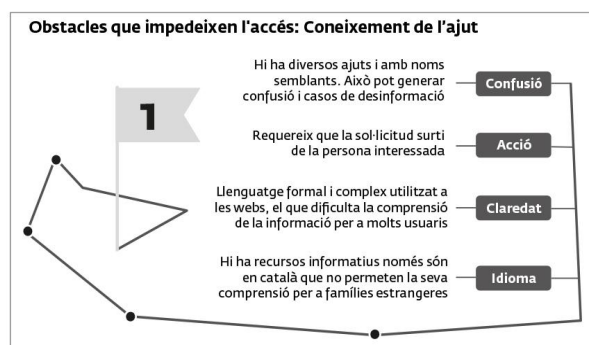 Obstacles que impedeixen l'accés: Coneixement de l'ajut
1
Hi ha diversos ajuts i amb noms
semblants. Això pot generar
confusió i casos de desinformació
Confusió
Requereix que la sol·licitud surti
de la persona interessada
Acció
Llenguatge formal i complex utilitzat a
les webs, el que dificulta la comprensió
de la informació per a molts usuaris
Claredat
Hi ha recursos informatius només són
en català que no permeten la seva
comprensió per a famílies estrangeres
Idioma